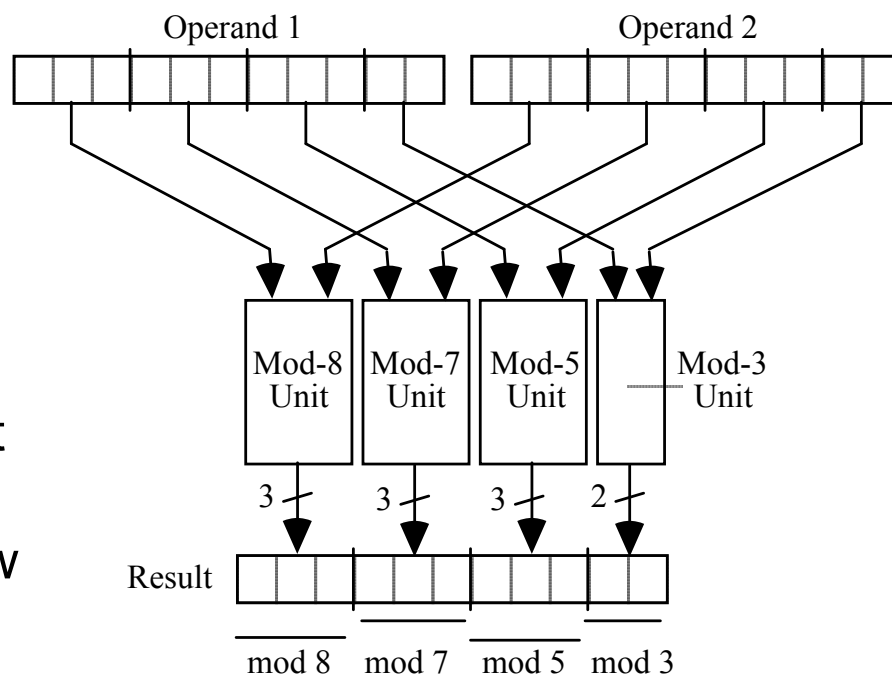 Operand 1 Operand 2
Mod-8 Unit
Mod-7 Unit
Mod-5 Unit
Mod-3 Unit
t
3 3 3 2
w
Result
mod 8 mod 7 mod 5 mod 3